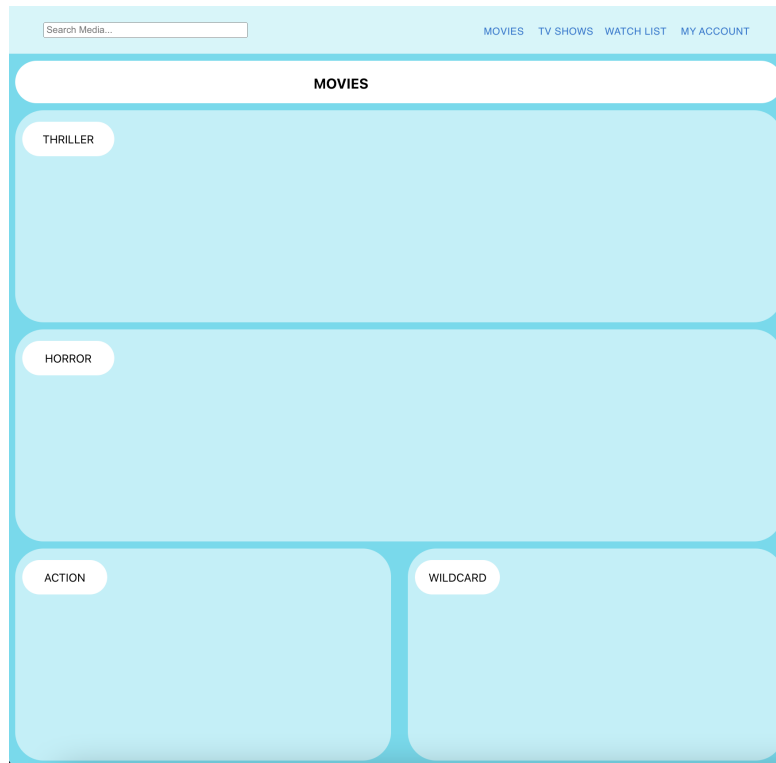 Search Media...
MOVIES TV SHOWS WATCH LIST MY ACCOUNT
MOVIES
THRILLER
HORROR
ACTION
WILDCARD